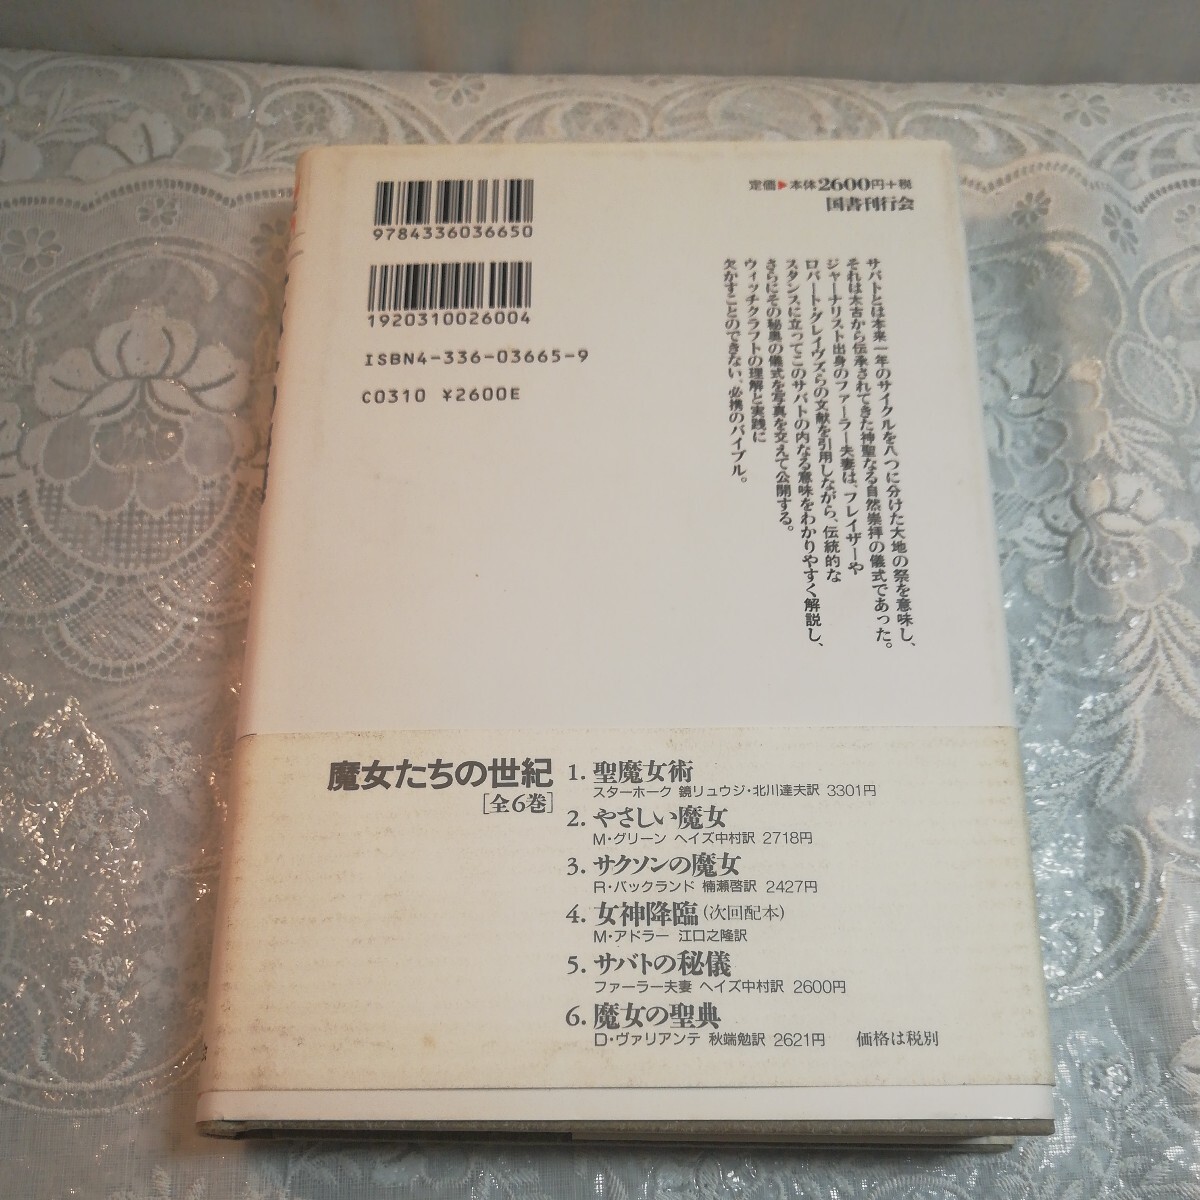 9784336036650
1920310026004
ISBN4-336-03665-9
C0310 ¥2600E
定価▶本体2600円+税
国書刊行会
サバトとは本来一年のサイクルを八つに分けた大地の祭を意味し、
それは太古から伝承されてきた神聖なる自然崇拝の儀式であった。
ジャーナリスト出身のファーラー夫妻は、フレイザーや
ロバート・グレイヴズらの文献を引用しながら、伝統的な
スタンスに立ってこのサバトの内なる意味をわかりやすく解説し、
さらにその秘奥の儀式を写真を交えて公開する。
ウィッチクラフトの理解と実践に
欠かすことのできない、必携のバイブル。
魔女たちの世紀
[全6巻]
1. 聖魔女術
スターホーク 鏡リュウジ・北川達夫訳 3301円
2. やさしい魔女
M・グリーン ヘイズ中村訳 2718円
3. サクソンの魔女
R・バックランド 楠瀬啓訳 2427円
4. 女神降臨(次回配本)
M・アドラー 江口之隆訳
5. サバトの秘儀
ファーラー夫妻 ヘイズ中村訳 2600円
6. 魔女の聖典
D・ヴァリアンテ 秋端勉訳 2621円 価格は税別